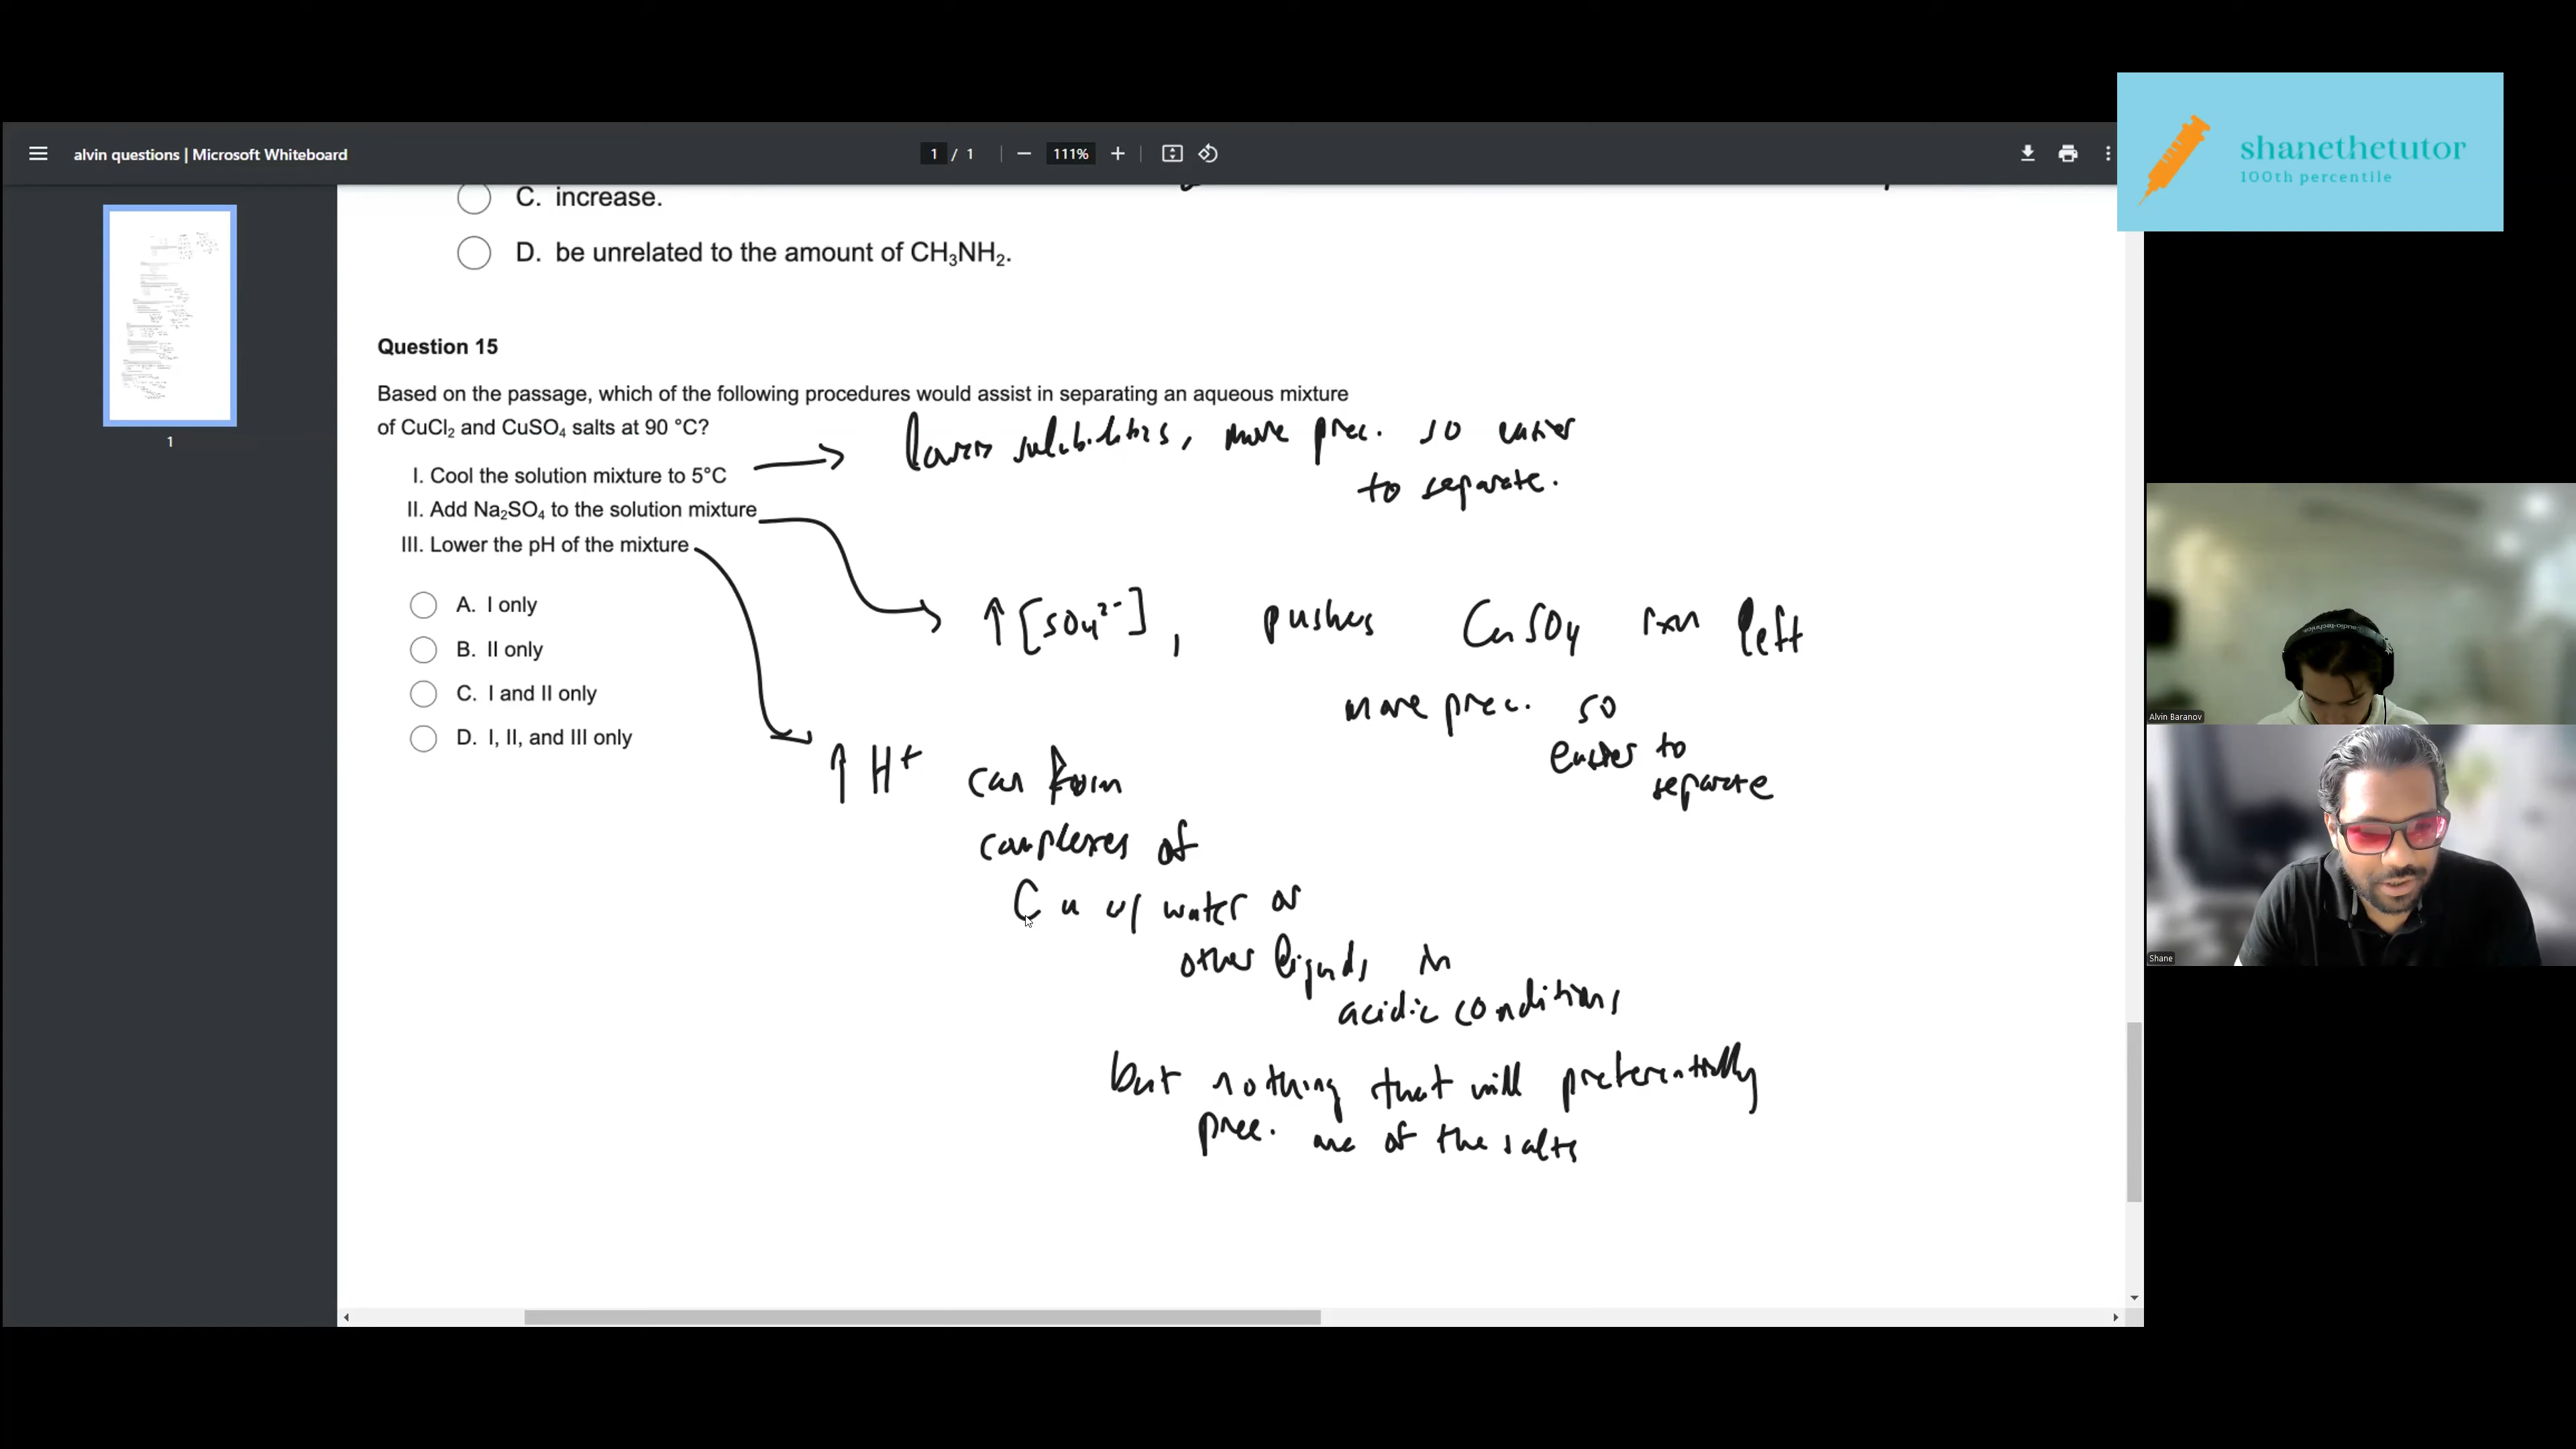 shanethetutor
100th percentile
alvin questions | Microsoft Whiteboard
1 / 1
111%
C. increase.
D. be unrelated to the amount of CH₃NH₂.
1
Question 15
Based on the passage, which of the following procedures would assist in separating an aqueous mixture
of CuCl₂ and CuSO₄ salts at 90 °C?
I. Cool the solution mixture to 5°C
II. Add Na₂SO₄ to the solution mixture
III. Lower the pH of the mixture
A. I only
B. II only
C. I and II only
D. I, II, and III only
lowers solubilities, more prec. so easier
to separate.
↑ [SO₄²⁻], pushes CuSO₄ rxn left
more prec. so
easier to
separate
↑ H⁺ can form
complexes of
Cu w/ water or
other ligands in
acidic conditions
but nothing that will preferentially
prec. one of the salts
Alvin Baranov
Shane